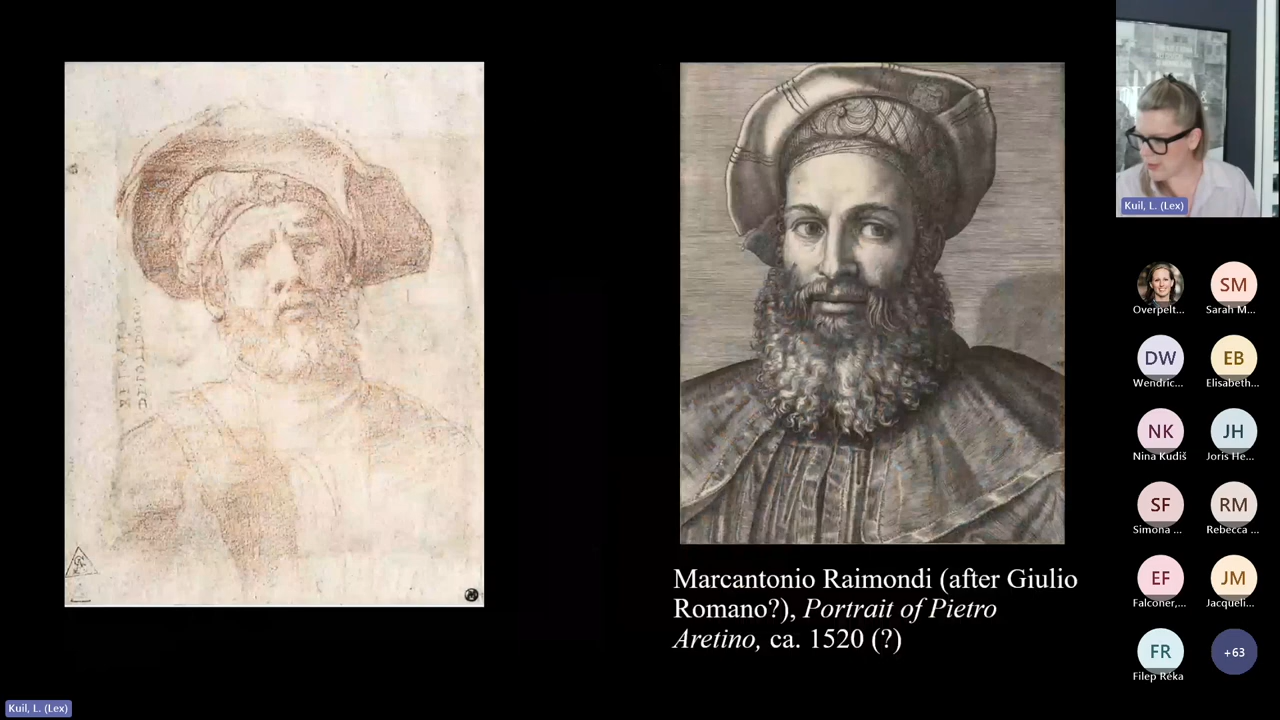 Marcantonio Raimondi (after Giulio
Romano?), Portrait of Pietro
Aretino, ca. 1520 (?)
Kuil, L. (Lex)
Overpelt...
SM
Sarah M...
DW
Wendric...
EB
Elisabeth...
NK
Nina Kudiš
JH
Joris He...
SF
Simona ...
RM
Rebecca ...
EF
Falconer,...
JM
Jacqueli...
FR
Filep Réka
+63
Kuil, L. (Lex)